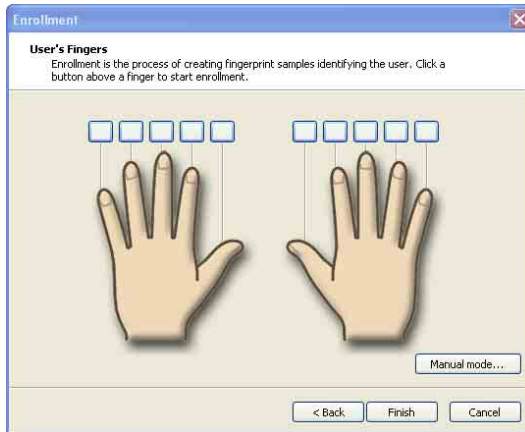 Enrollment
User's Fingers
Enrollment is the process of creating fingerprint samples identifying the user. Click a
button above a finger to start enrollment.
Manual mode...
< Back
Finish
Cancel